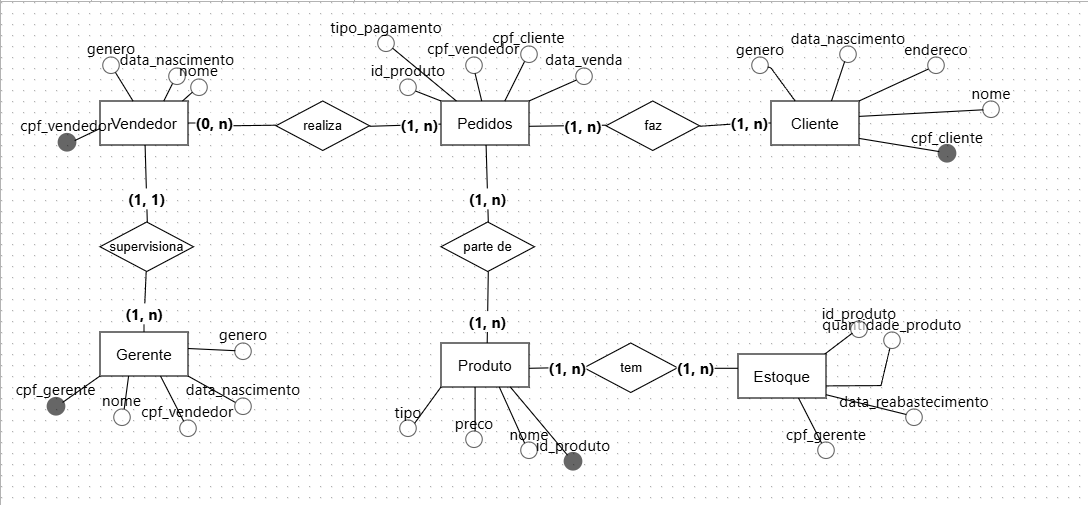 tipo_pagamento
cpf_cliente
genero
cpf_vendedor
data_nascimento
genero
data_nascimento
endereco
nome
id_produto
data_venda
nome
cpf_vendedor
Vendedor
(0, n)
realiza
(1, n)
Pedidos
(1, n)
faz
(1, n)
Cliente
cpf_cliente
(1, 1)
(1, n)
supervisiona
parte de
(1, n)
(1, n)
id_produto
quantidade_produto
genero
Gerente
Produto
(1, n)
tem
(1, n)
Estoque
cpf_gerente
nome
cpf_vendedor
data_nascimento
tipo
preco
nome
id_produto
data_reabastecimento
cpf_gerente